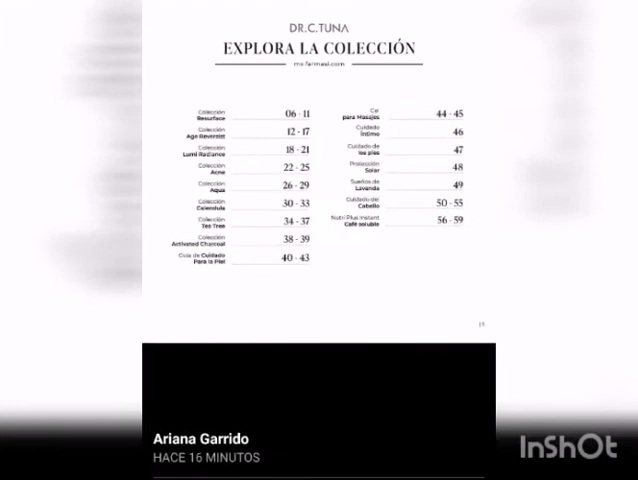 DR.C.TUNA
EXPLORA LA COLECCIÓN
mx.farmasi.com
Colección
Resurface
06 - 11
Colección
Age Reversist
12 - 17
Colección
Lumi Radiance
18 - 21
Colección
Acne
22 - 25
Colección
Aqua
26 - 29
Colección
Calendula
30 - 33
Colección
Tea Tree
34 - 37
Colección
Activated Charcoal
38 - 39
Guía de Cuidado
Para la Piel
40 - 43
Gel
para Masajes
44 - 45
Cuidado
Íntimo
46
Cuidado de
los pies
47
Protección
Solar
48
Sueños de
Lavanda
49
Cuidado del
Cabello
50 - 55
Nutri Plus Instant
Café soluble
56 - 59
Ariana Garrido
HACE 16 MINUTOS
InShOt